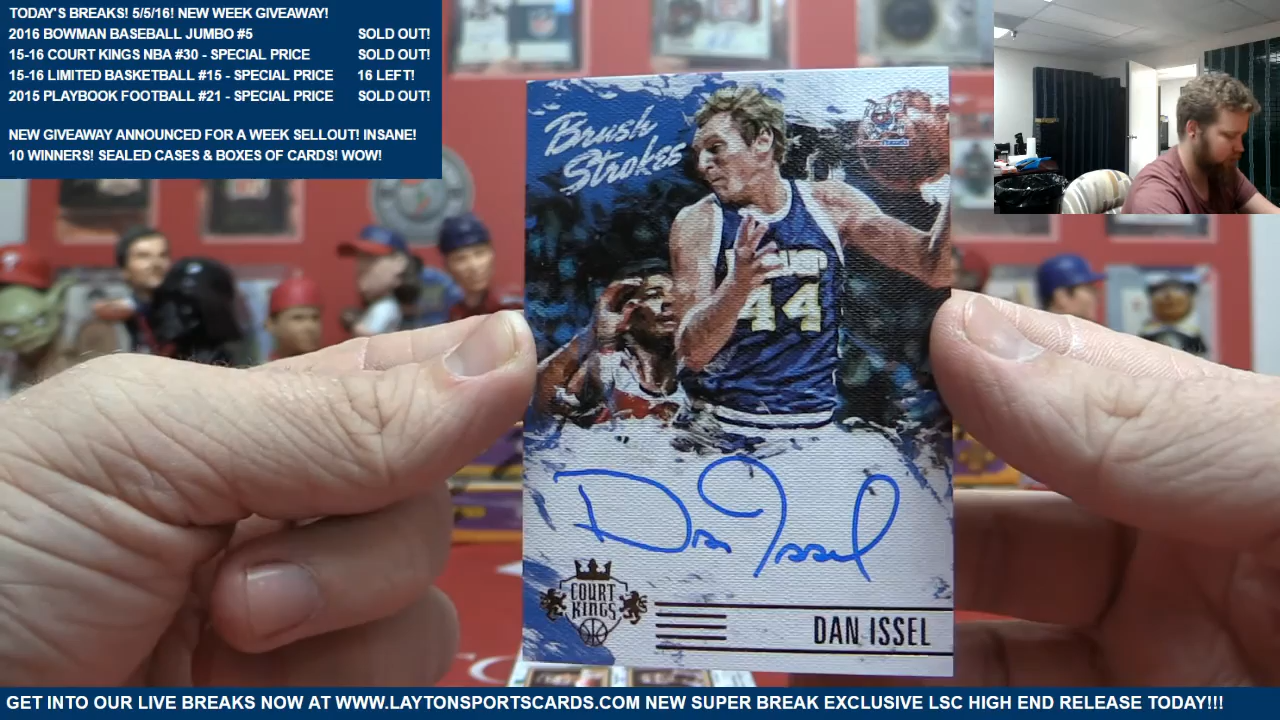 TODAY'S BREAKS! 5/5/16! NEW WEEK GIVEAWAY!
2016 BOWMAN BASEBALL JUMBO #5 SOLD OUT!
15-16 COURT KINGS NBA #30 - SPECIAL PRICE SOLD OUT!
15-16 LIMITED BASKETBALL #15 - SPECIAL PRICE 16 LEFT!
2015 PLAYBOOK FOOTBALL #21 - SPECIAL PRICE SOLD OUT!
NEW GIVEAWAY ANNOUNCED FOR A WEEK SELLOUT! INSANE!
10 WINNERS! SEALED CASES & BOXES OF CARDS! WOW!
Brush
Strokes
44
Dan Issel
COURT
KINGS
DAN ISSEL
GET INTO OUR LIVE BREAKS NOW AT WWW.LAYTONSPORTSCARDS.COM NEW SUPER BREAK EXCLUSIVE LSC HIGH END RELEASE TODAY!!!